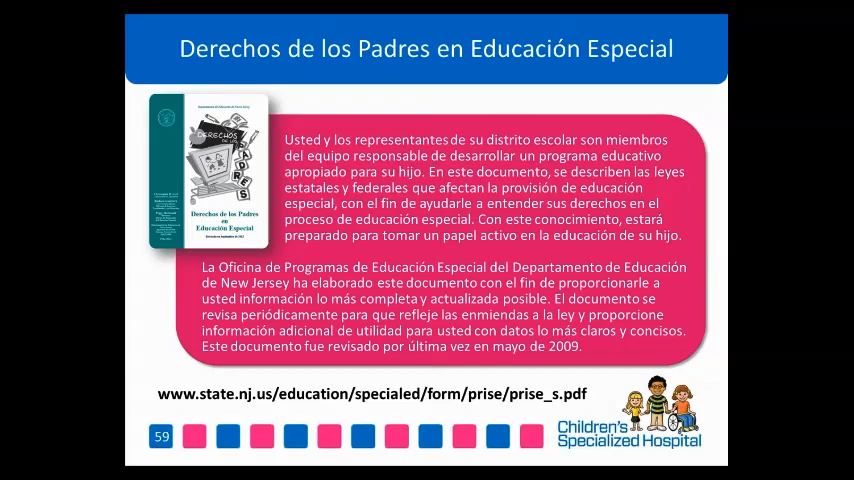 Derechos de los Padres en Educación Especial
DERECHOS
DE LOS
PADRES
Derechos de los Padres
en
Educación Especial
Usted y los representantes de su distrito escolar son miembros
del equipo responsable de desarrollar un programa educativo
apropiado para su hijo. En este documento, se describen las leyes
estatales y federales que afectan la provisión de educación
especial, con el fin de ayudarle a entender sus derechos en el
proceso de educación especial. Con este conocimiento, estará
preparado para tomar un papel activo en la educación de su hijo.
La Oficina de Programas de Educación Especial del Departamento de Educación
de New Jersey ha elaborado este documento con el fin de proporcionarle a
usted información lo más completa y actualizada posible. El documento se
revisa periódicamente para que refleje las enmiendas a la ley y proporcione
información adicional de utilidad para usted con datos lo más claros y concisos.
Este documento fue revisado por última vez en mayo de 2009.
www.state.nj.us/education/specialed/form/prise/prise_s.pdf
59
Children's
Specialized Hospital